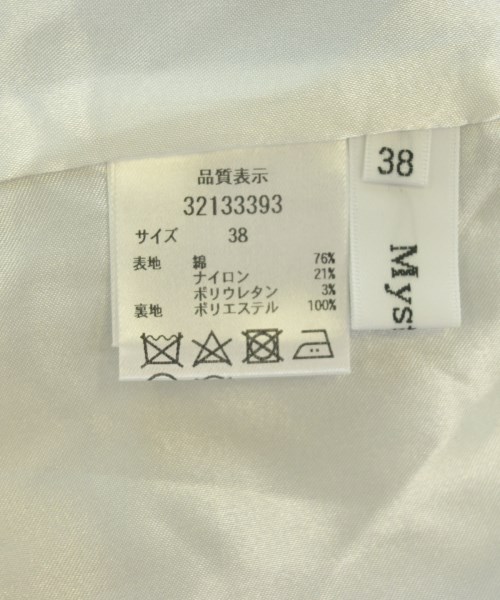 品質表示
32133393
サイズ 38
表地 綿 76%
ナイロン 21%
ポリウレタン 3%
裏地 ポリエステル 100%
38
Myst